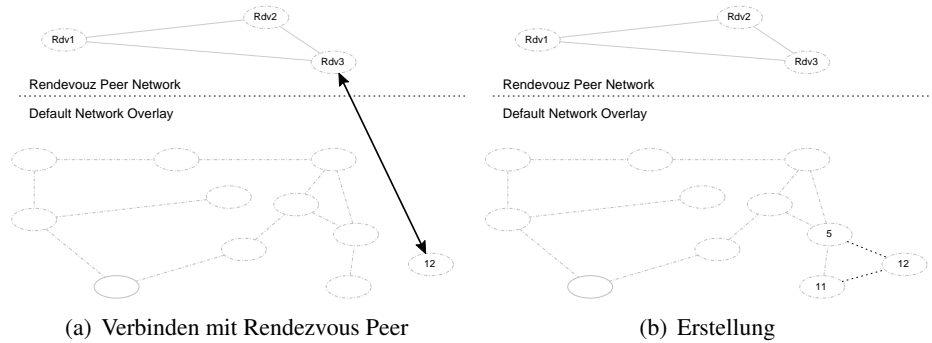 Rdv2
Rdv1
Rdv3
Rendevouz Peer Network
Default Network Overlay
12
(a) Verbinden mit Rendezvous Peer
Rdv2
Rdv1
Rdv3
Rendevouz Peer Network
Default Network Overlay
5
12
11
(b) Erstellung